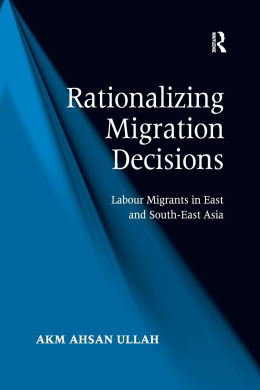 Rationalizing
Migration
Decisions
Labour Migrants in East
and South-East Asia
AKM AHSAN ULLAH